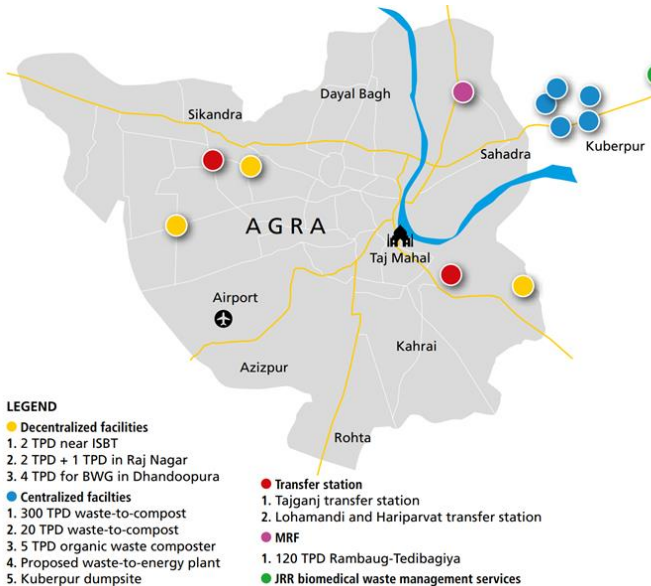 Dayal Bagh
Sikandra
Sahadra
Kuberpur
AGRA
Taj Mahal
Airport
Kahrai
Azizpur
Rohta
LEGEND
Decentralized facilities
1. 2 TPD near ISBT
2. 2 TPD + 1 TPD in Raj Nagar
3. 4 TPD for BWG in Dhandoopura
Centralized facilties
1. 300 TPD waste-to-compost
2. 20 TPD waste-to-compost
3. 5 TPD organic waste composter
4. Proposed waste-to-energy plant
5. Kuberpur dumpsite
Transfer station
1. Tajganj transfer station
2. Lohamandi and Hariparvat transfer station
MRF
1. 120 TPD Rambaug-Tedibagiya
JRR biomedical waste management services